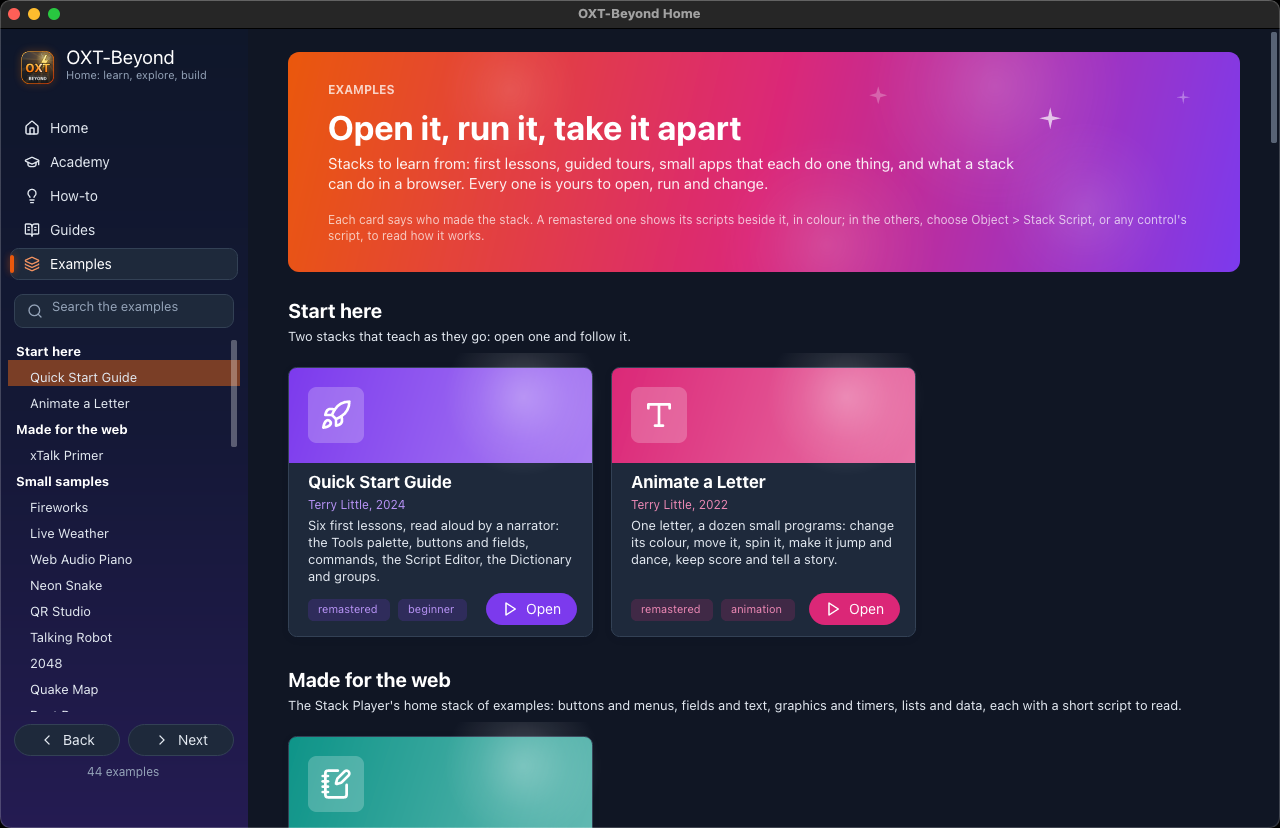 OXT-Beyond Home
OXT
BEYOND
OXT-Beyond
Home: learn, explore, build
Home
Academy
How-to
Guides
Examples
Search the examples
Start here
Quick Start Guide
Animate a Letter
Made for the web
xTalk Primer
Small samples
Fireworks
Live Weather
Web Audio Piano
Neon Snake
QR Studio
Talking Robot
2048
Quake Map
Back
Next
44 examples
EXAMPLES
Open it, run it, take it apart
Stacks to learn from: first lessons, guided tours, small apps that each do one thing, and what a stack
can do in a browser. Every one is yours to open, run and change.
Each card says who made the stack. A remastered one shows its scripts beside it, in colour; in the others, choose Object > Stack Script, or any control's
script, to read how it works.
Start here
Two stacks that teach as they go: open one and follow it.
Quick Start Guide
Terry Little, 2024
Six first lessons, read aloud by a narrator:
the Tools palette, buttons and fields,
commands, the Script Editor, the Dictionary
and groups.
remastered
beginner
Open
Animate a Letter
Terry Little, 2022
One letter, a dozen small programs: change
its colour, move it, spin it, make it jump and
dance, keep score and tell a story.
remastered
animation
Open
Made for the web
The Stack Player's home stack of examples: buttons and menus, fields and text, graphics and timers, lists and data, each with a short script to read.